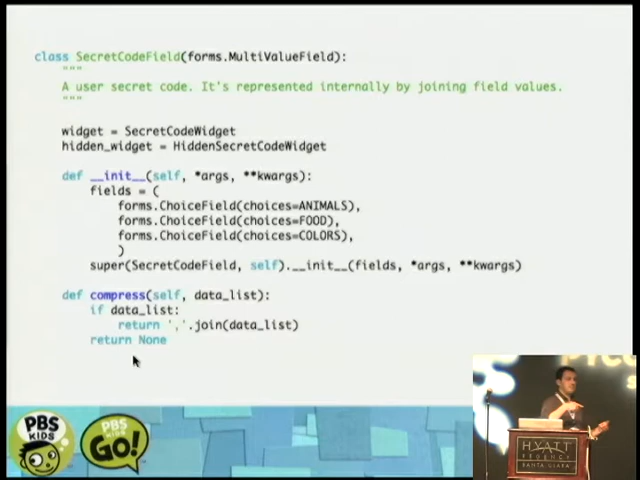 class SecretCodeField(forms.MultiValueField):
"""
A user secret code. It's represented internally by joining field values.
"""
widget = SecretCodeWidget
hidden_widget = HiddenSecretCodeWidget
def __init__(self, *args, **kwargs):
fields = (
forms.ChoiceField(choices=ANIMALS),
forms.ChoiceField(choices=FOOD),
forms.ChoiceField(choices=COLORS),
)
super(SecretCodeField, self).__init__(fields, *args, **kwargs)
def compress(self, data_list):
if data_list:
return ','.join(data_list)
return None
PBS
KIDS
PBS
KIDS
GO!
HYATT
REGENCY
SANTA CLARA